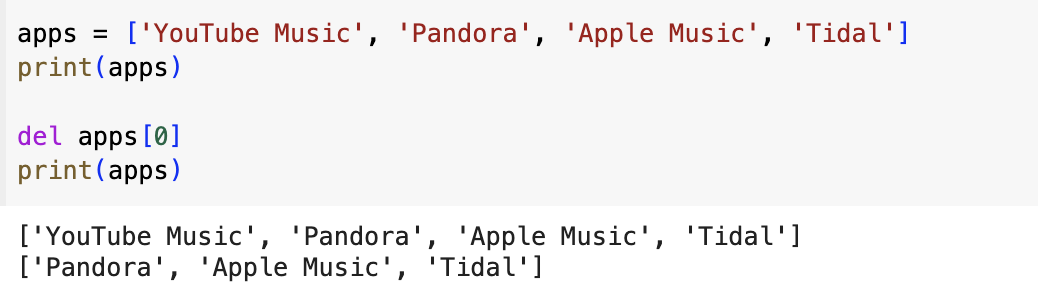 apps = ['YouTube Music', 'Pandora', 'Apple Music', 'Tidal']
print(apps)
del apps[0]
print(apps)
['YouTube Music', 'Pandora', 'Apple Music', 'Tidal']
['Pandora', 'Apple Music', 'Tidal']